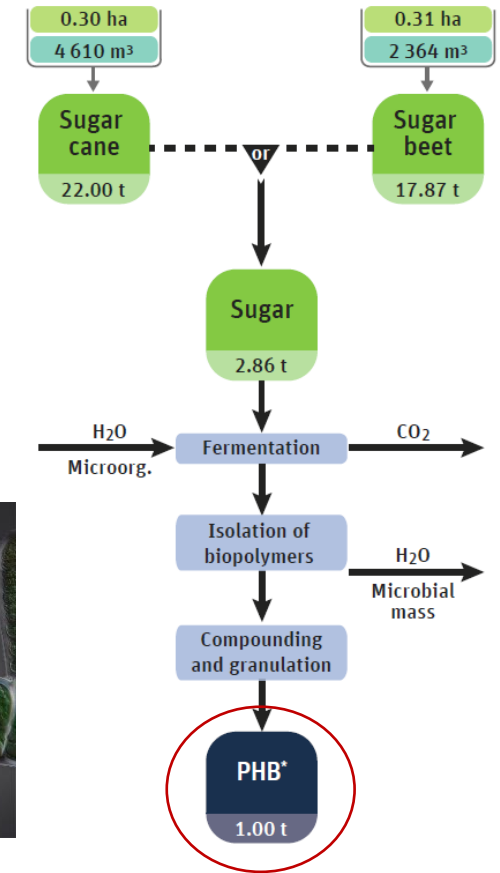 0.30 ha
4 610 m³
0.31 ha
2 364 m³
Sugar
cane
22.00 t
or
Sugar
beet
17.87 t
Sugar
2.86 t
H₂O
Microorg.
Fermentation
CO₂
Isolation of
biopolymers
H₂O
Microbial
mass
Compounding
and granulation
PHB*
1.00 t